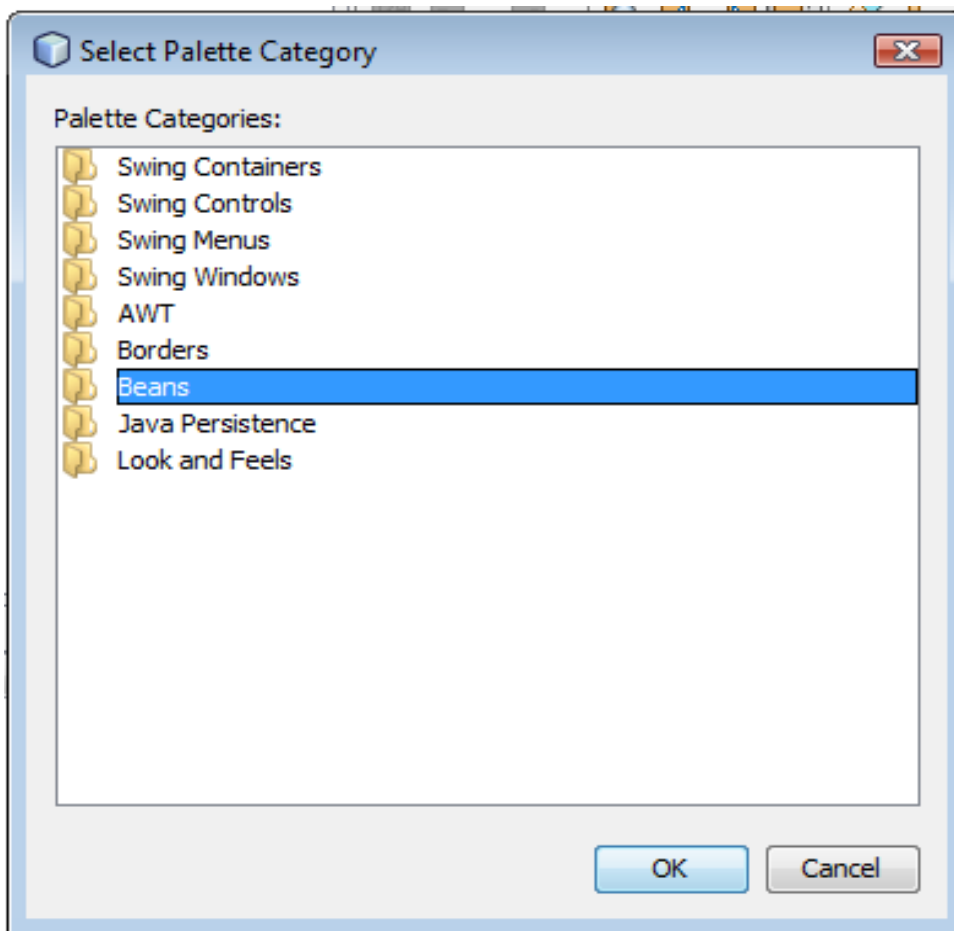 Select Palette Category
Palette Categories:
Swing Containers
Swing Controls
Swing Menus
Swing Windows
AWT
Borders
Beans
Java Persistence
Look and Feels
OK
Cancel